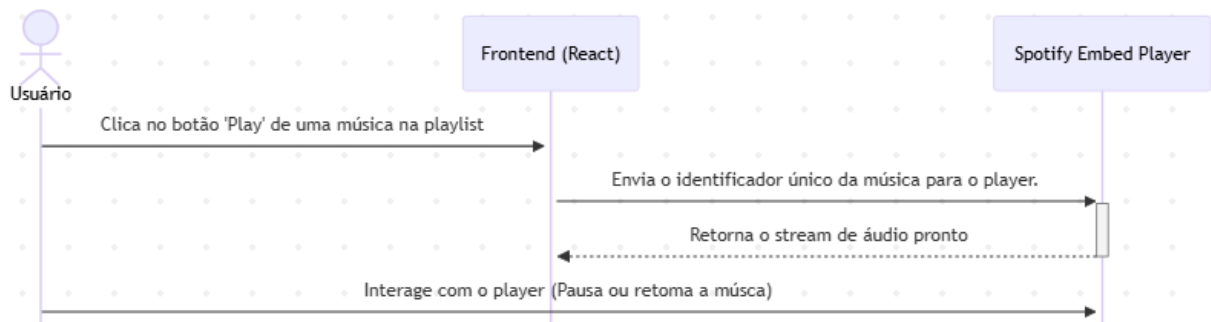 Usuário
Frontend (React)
Spotify Embed Player
Clica no botão 'Play' de uma música na playlist
Envia o identificador único da música para o player.
Retorna o stream de áudio pronto
Interage com o player (Pausa ou retoma a músca)